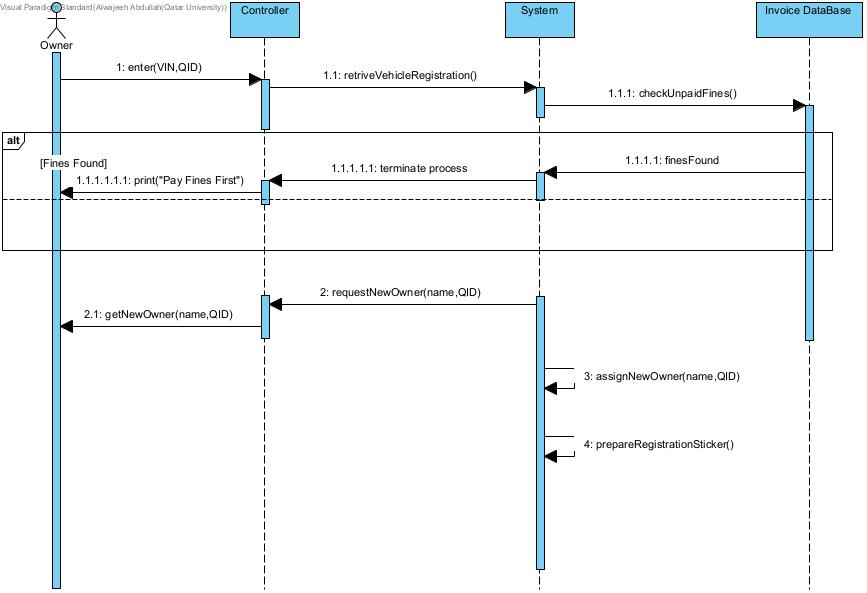 Visual Paradigm Standard(Alwajeeh Abdullah(Qatar University))
Controller
System
Invoice DataBase
Owner
1: enter(VIN,QID)
1.1: retriveVehicleRegistration()
1.1.1: checkUnpaidFines()
alt
[Fines Found]
1.1.1.1: finesFound
1.1.1.1.1: terminate process
1.1.1.1.1.1: print("Pay Fines First")
2: requestNewOwner(name,QID)
2.1: getNewOwner(name,QID)
3: assignNewOwner(name,QID)
4: prepareRegistrationSticker()